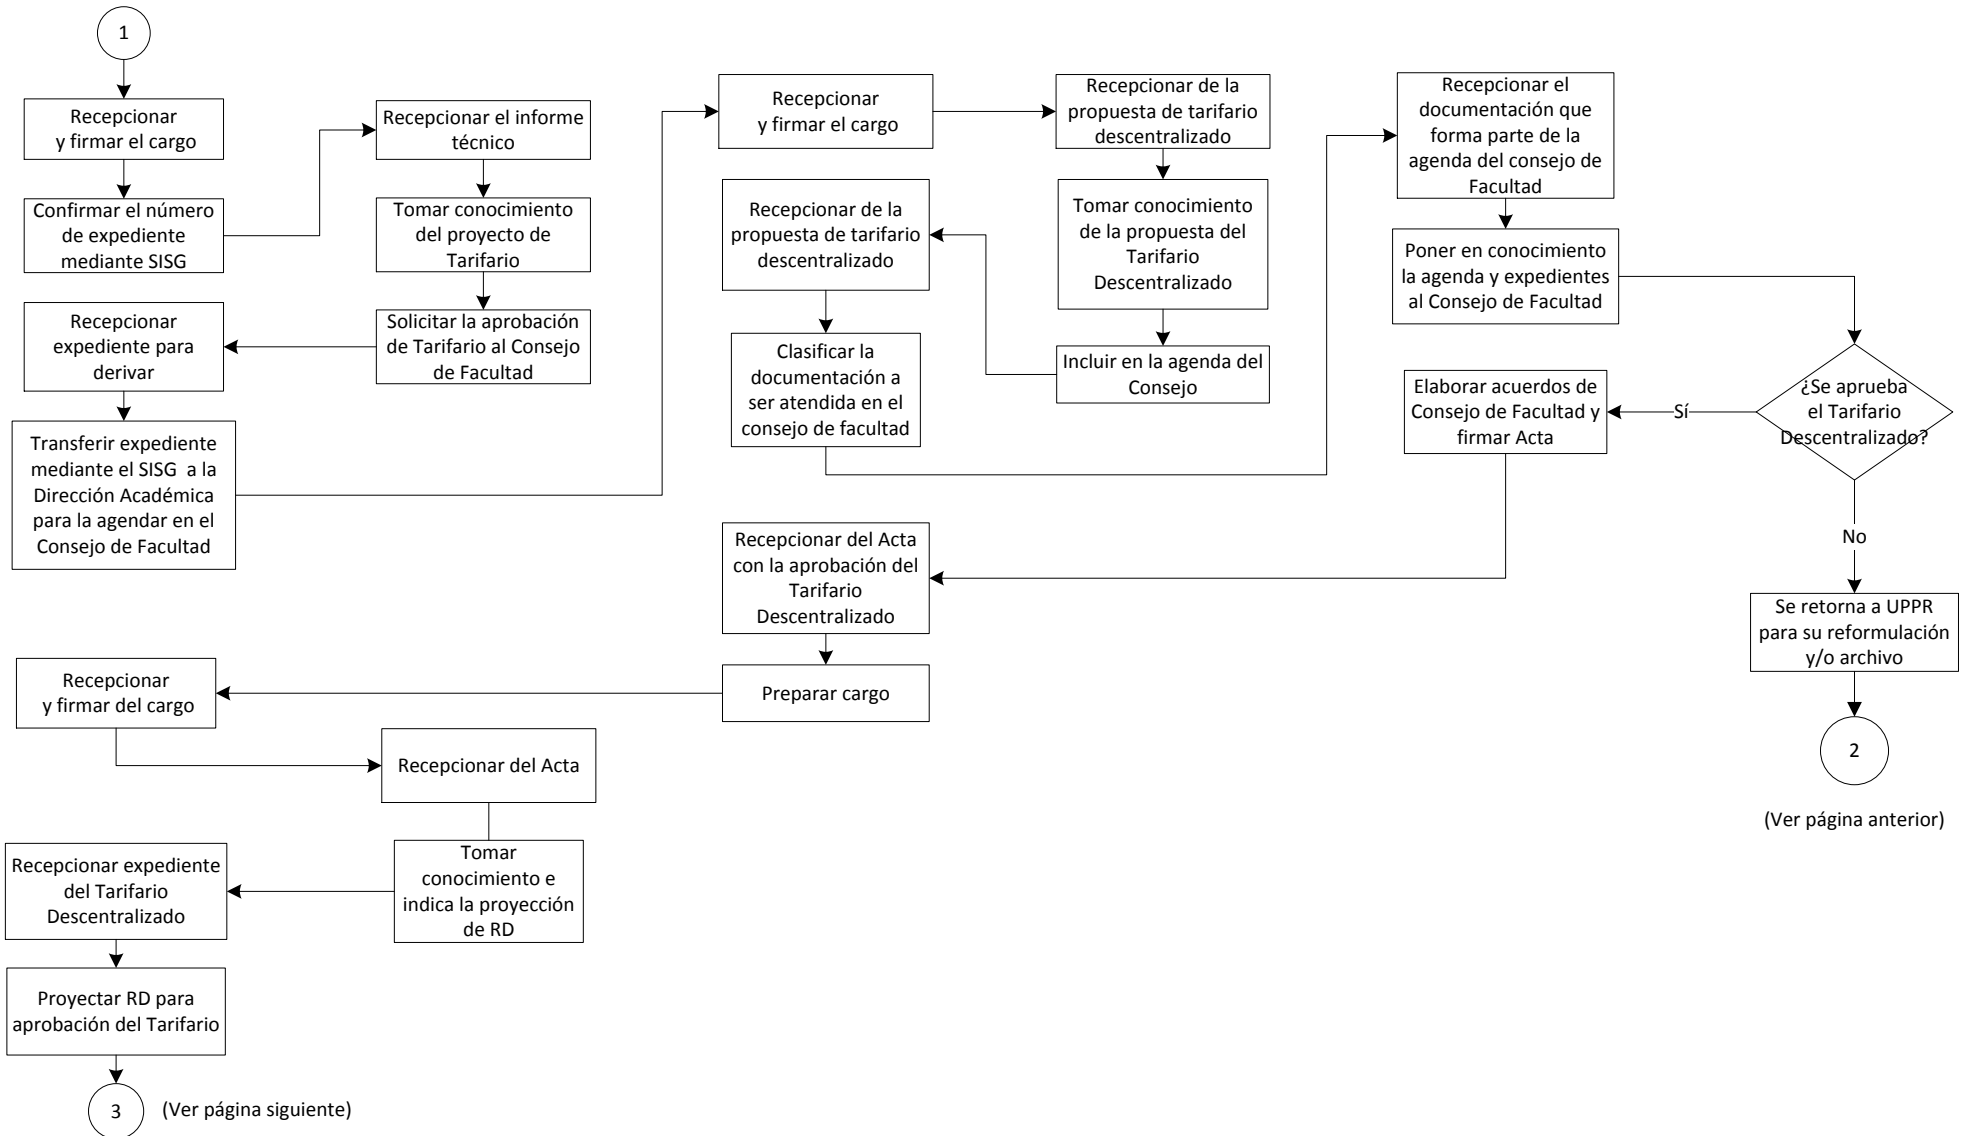 1
Recepcionar
y firmar el cargo
Confirmar el número
de expediente
mediante SISG
Recepcionar el informe
técnico
Tomar conocimiento
del proyecto de
Tarifario
Solicitar la aprobación
de Tarifario al Consejo
de Facultad
Recepcionar
expediente para
derivar
Transferir expediente
mediante el SISG a la
Dirección Académica
para la agendar en el
Consejo de Facultad
Recepcionar
y firmar el cargo
Recepcionar de la
propuesta de tarifario
descentralizado
Tomar conocimiento
de la propuesta del
Tarifario
Descentralizado
Incluir en la agenda del
Consejo
Recepcionar de la
propuesta de tarifario
descentralizado
Clasificar la
documentación a
ser atendida en el
consejo de facultad
Recepcionar el
documentación que
forma parte de la
agenda del consejo de
Facultad
Poner en conocimiento
la agenda y expedientes
al Consejo de Facultad
¿Se aprueba
el Tarifario
Descentralizado?
Sí
No
Elaborar acuerdos de
Consejo de Facultad y
firmar Acta
Se retorna a UPPR
para su reformulación
y/o archivo
2
(Ver página anterior)
Recepcionar del Acta
con la aprobación del
Tarifario
Descentralizado
Preparar cargo
Recepcionar
y firmar del cargo
Recepcionar del Acta
Tomar
conocimiento e
indica la proyección
de RD
Recepcionar expediente
del Tarifario
Descentralizado
Proyectar RD para
aprobación del Tarifario
3
(Ver página siguiente)